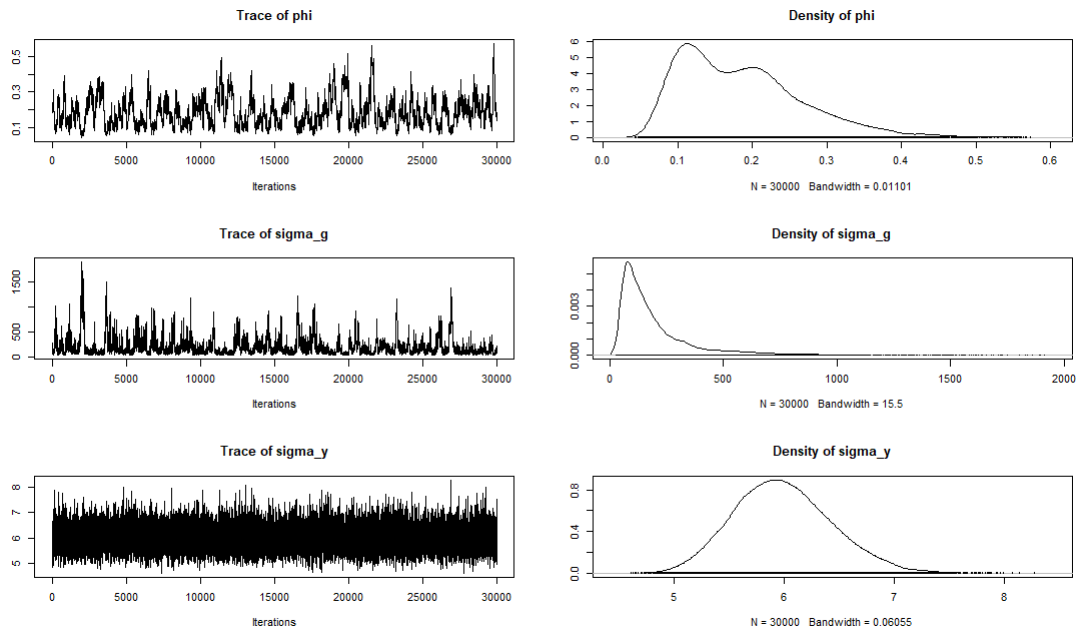 Trace of phi
0.1 0.3 0.5
0 5000 10000 15000 20000 25000 30000
Iterations
Density of phi
0 1 2 3 4 5 6
0.0 0.1 0.2 0.3 0.4 0.5 0.6
N = 30000 Bandwidth = 0.01101
Trace of sigma_g
0 500 1500
0 5000 10000 15000 20000 25000 30000
Iterations
Density of sigma_g
0.000 0.003
0 500 1000 1500 2000
N = 30000 Bandwidth = 15.5
Trace of sigma_y
5 6 7 8
0 5000 10000 15000 20000 25000 30000
Iterations
Density of sigma_y
0.0 0.4 0.8
5 6 7 8
N = 30000 Bandwidth = 0.06055